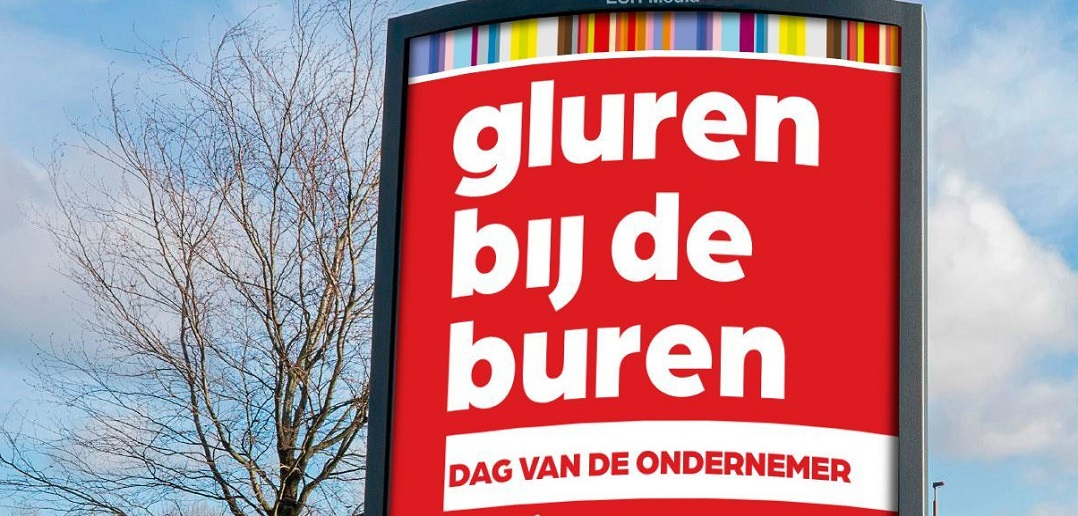 gluren
bij de
buren
DAG VAN DE ONDERNEMER